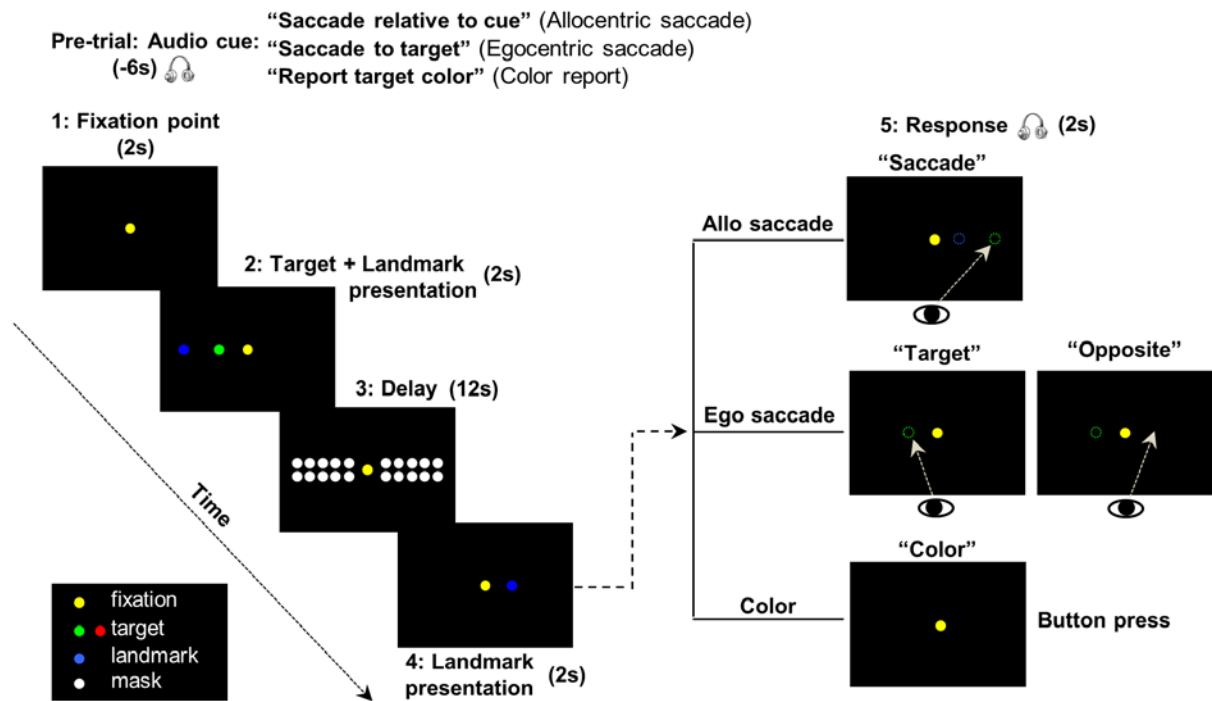 “Saccade relative to cue” (Allocentric saccade)
Pre-trial: Audio cue: “Saccade to target” (Egocentric saccade)
(-6s)
“Report target color” (Color report)
1: Fixation point
(2s)
2: Target + Landmark
presentation (2s)
3: Delay (12s)
4: Landmark
presentation (2s)
Time
fixation
target
landmark
mask
5: Response (2s)
“Saccade”
Allo saccade
“Target”
“Opposite”
Ego saccade
“Color”
Color
Button press